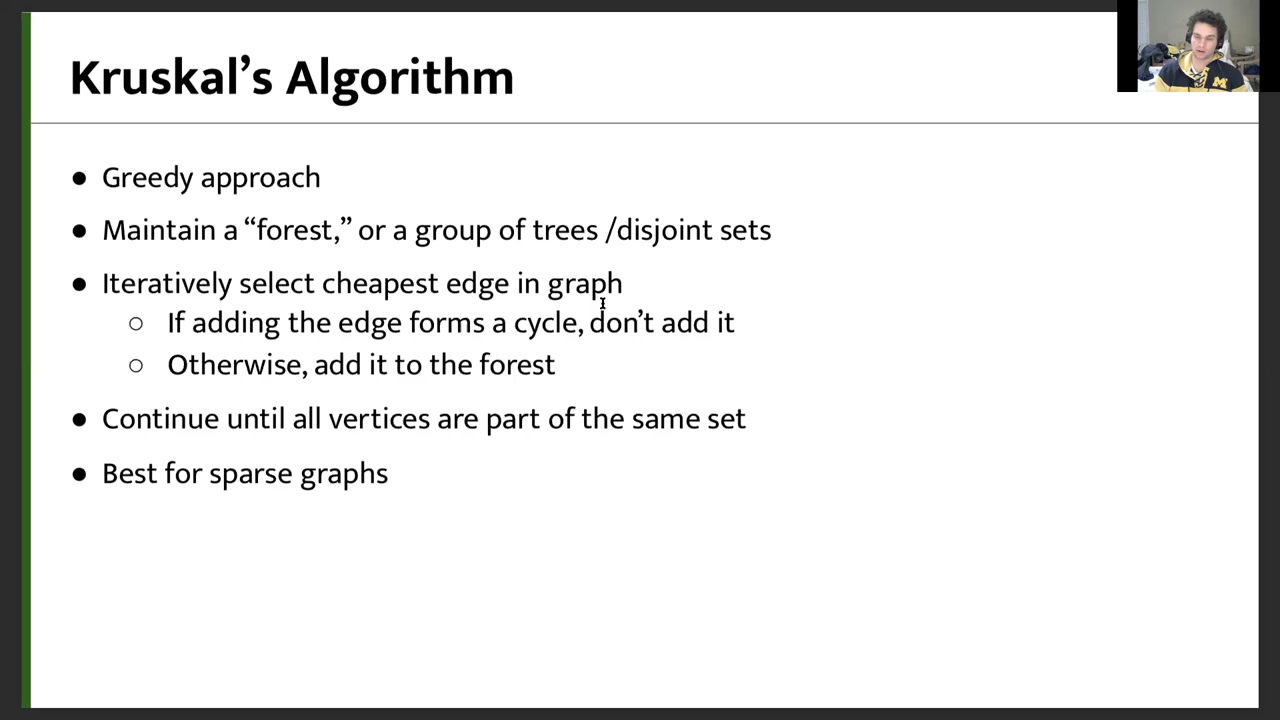 Kruskal’s Algorithm
● Greedy approach
● Maintain a “forest,” or a group of trees /disjoint sets
● Iteratively select cheapest edge in graph
○ If adding the edge forms a cycle, don’t add it
○ Otherwise, add it to the forest
● Continue until all vertices are part of the same set
● Best for sparse graphs
M